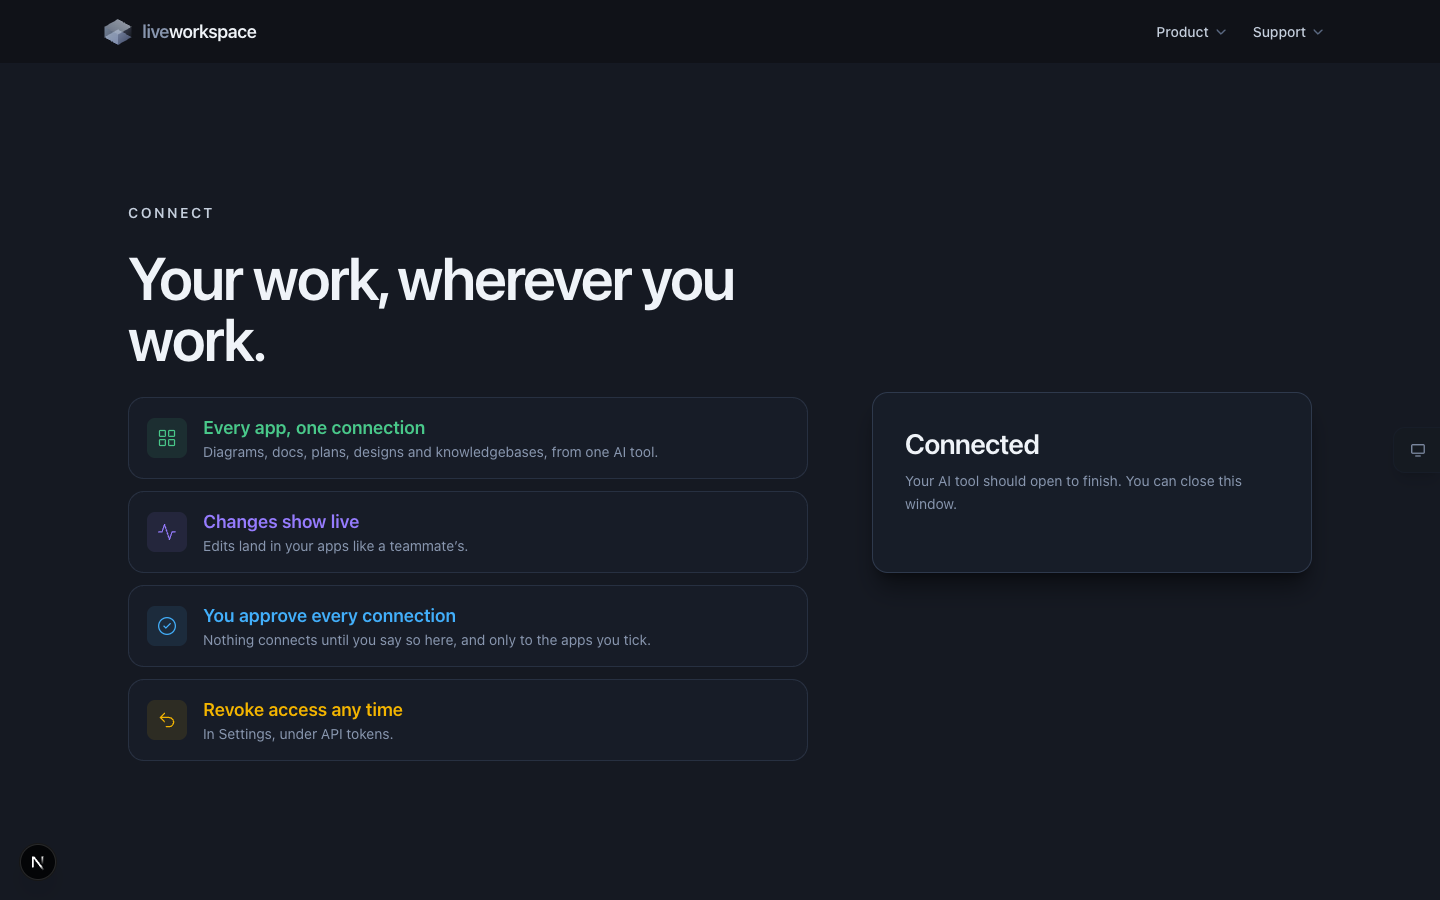 liveworkspace
Product
Support
CONNECT
Your work, wherever you
work.
Every app, one connection
Diagrams, docs, plans, designs and knowledgebases, from one AI tool.
Changes show live
Edits land in your apps like a teammate's.
You approve every connection
Nothing connects until you say so here, and only to the apps you tick.
Revoke access any time
In Settings, under API tokens.
Connected
Your AI tool should open to finish. You can close this
window.
N